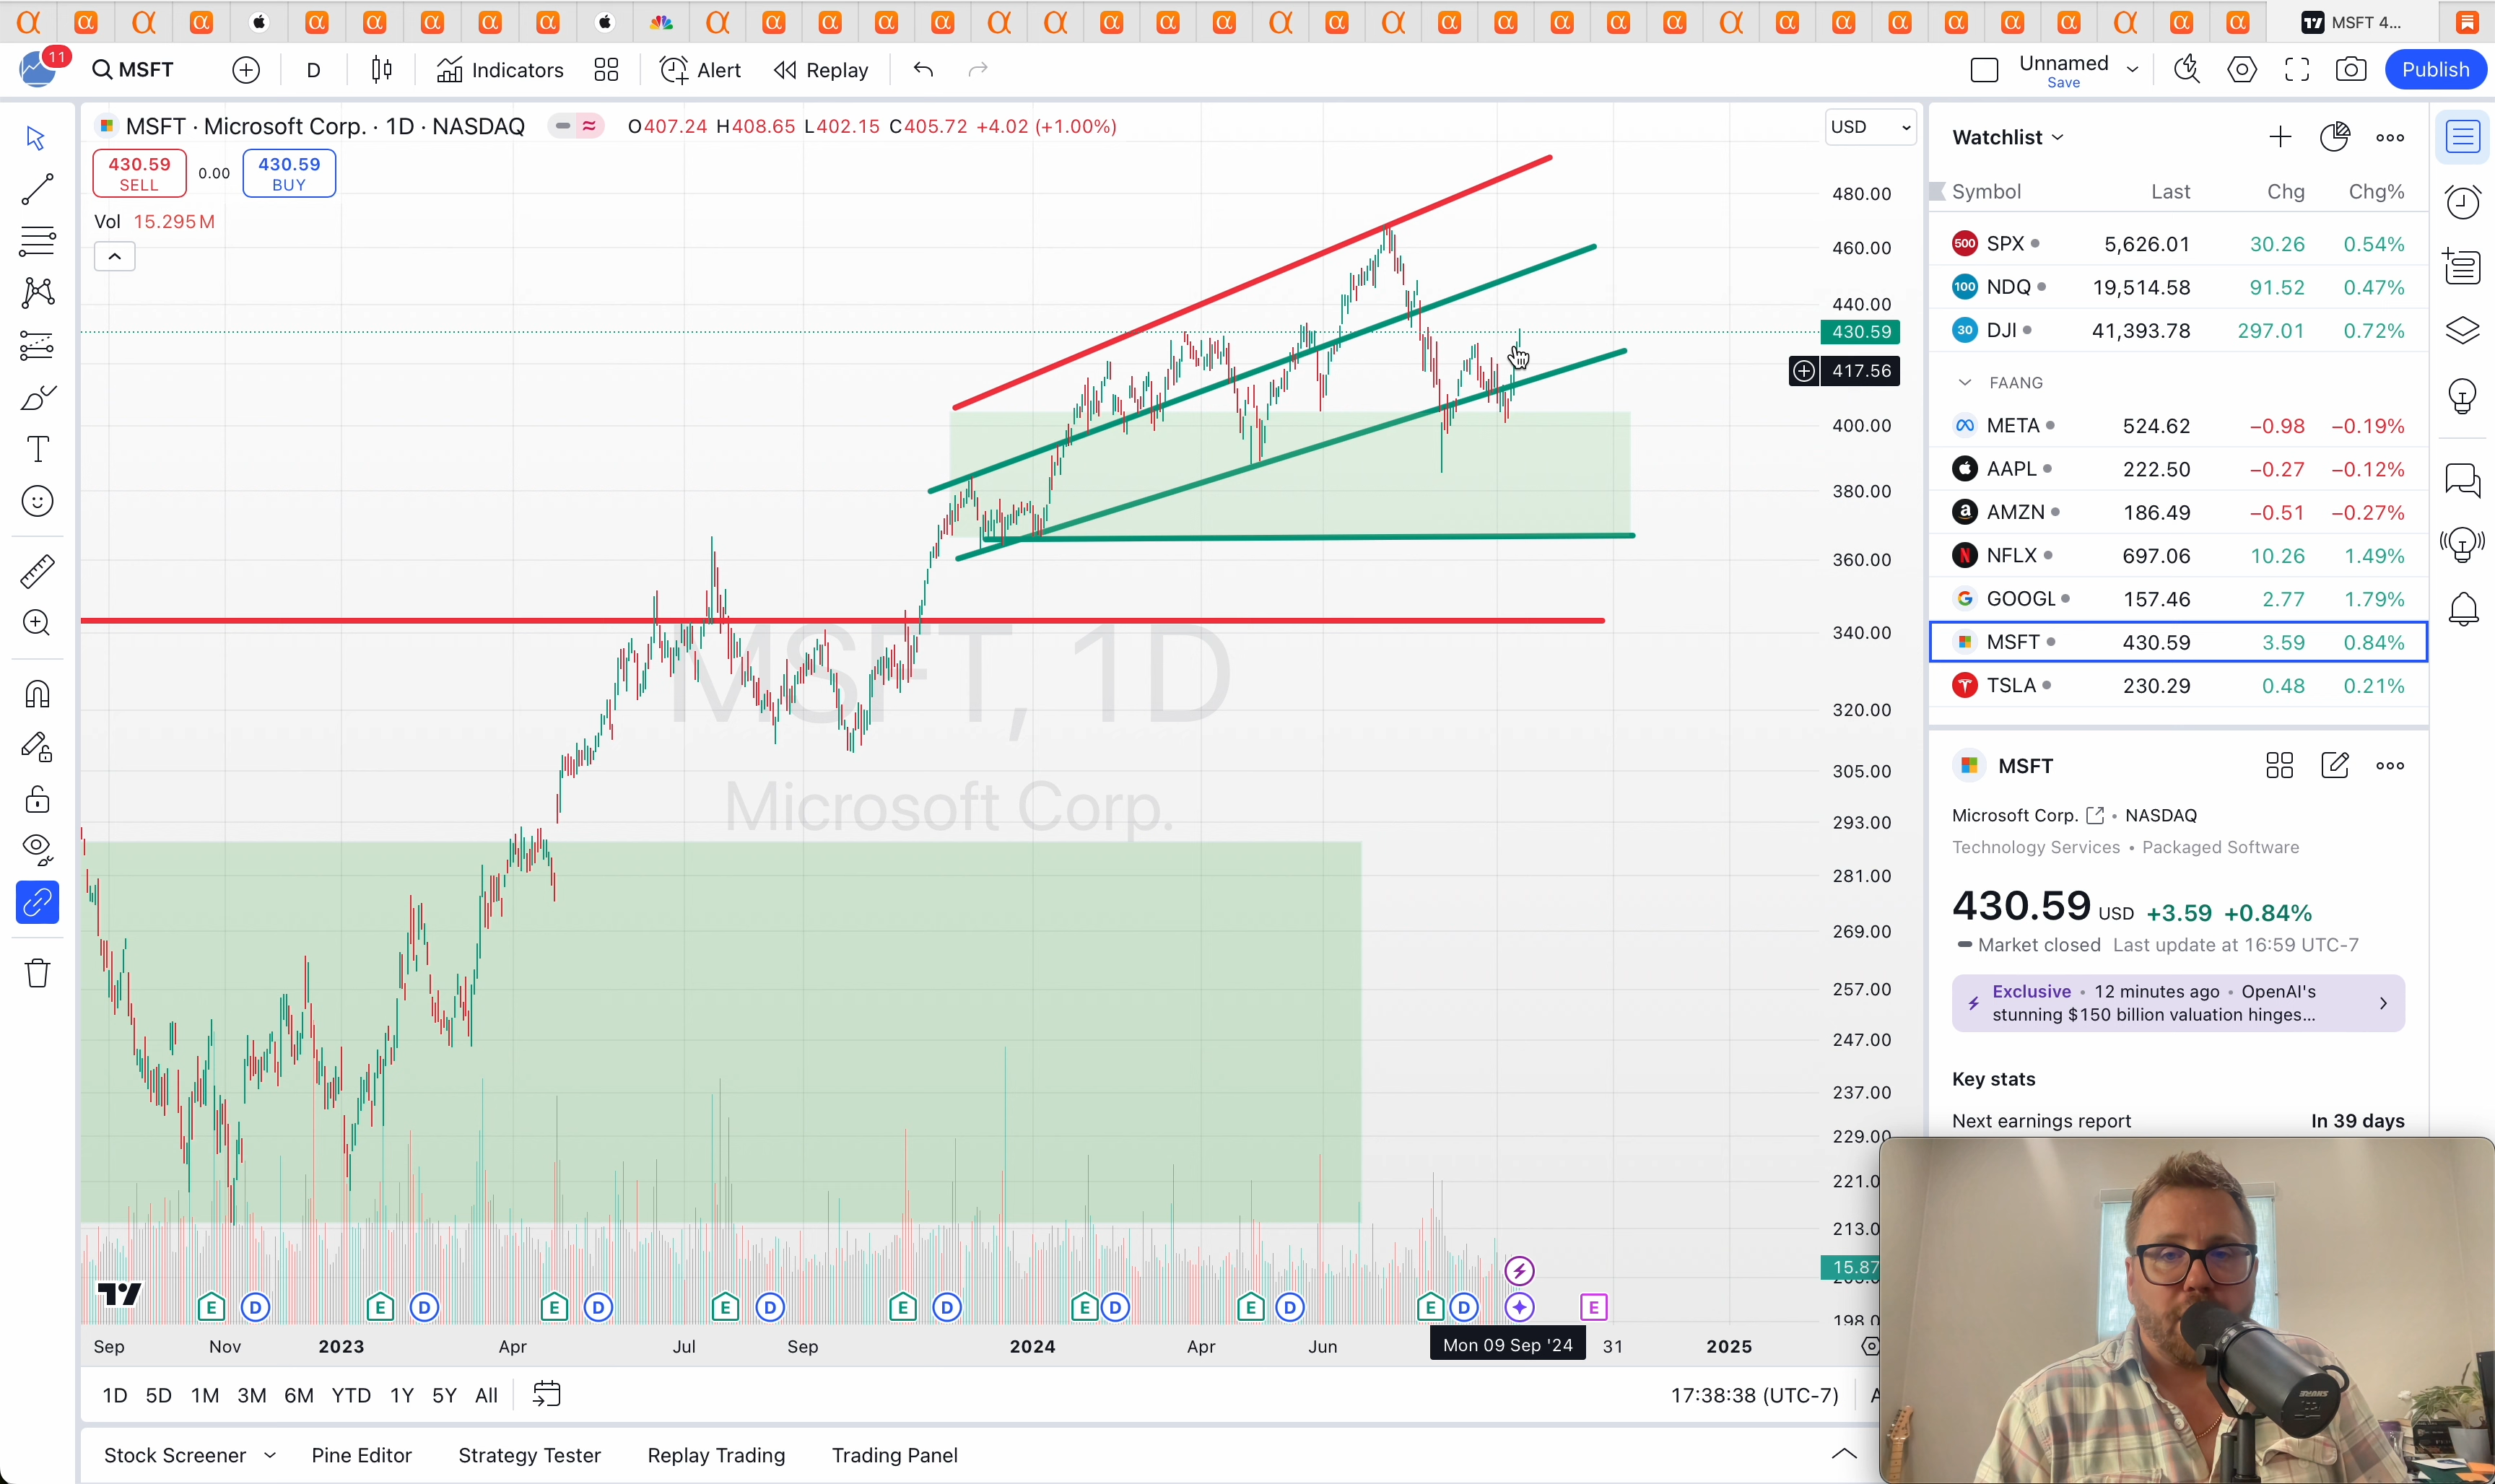 MSFT 4...
11
MSFT
D
Indicators
Alert
Replay
Unnamed
Save
Publish
MSFT · Microsoft Corp. · 1D · NASDAQ
O407.24 H408.65 L402.15 C405.72 +4.02 (+1.00%)
USD
430.59
SELL
0.00
430.59
BUY
Vol 15.295M
480.00
460.00
440.00
430.59
417.56
400.00
380.00
360.00
340.00
320.00
305.00
293.00
281.00
269.00
257.00
247.00
237.00
229.00
221.0
213.0
15.87
198.0
MSFT, 1D
Microsoft Corp.
E D E D E D E D E D E D E D E D E
Sep Nov 2023 Apr Jul Sep 2024 Apr Jun Mon 09 Sep '24 31 2025
1D 5D 1M 3M 6M YTD 1Y 5Y All
17:38:38 (UTC-7)
Stock Screener Pine Editor Strategy Tester Replay Trading Trading Panel
Watchlist
Symbol Last Chg Chg%
500 SPX 5,626.01 30.26 0.54%
100 NDQ 19,514.58 91.52 0.47%
30 DJI 41,393.78 297.01 0.72%
FAANG
META 524.62 −0.98 −0.19%
AAPL 222.50 −0.27 −0.12%
AMZN 186.49 −0.51 −0.27%
NFLX 697.06 10.26 1.49%
GOOGL 157.46 2.77 1.79%
MSFT 430.59 3.59 0.84%
TSLA 230.29 0.48 0.21%
MSFT
Microsoft Corp. • NASDAQ
Technology Services • Packaged Software
430.59 USD +3.59 +0.84%
Market closed Last update at 16:59 UTC-7
Exclusive • 12 minutes ago • OpenAI's
stunning $150 billion valuation hinges...
Key stats
Next earnings report In 39 days